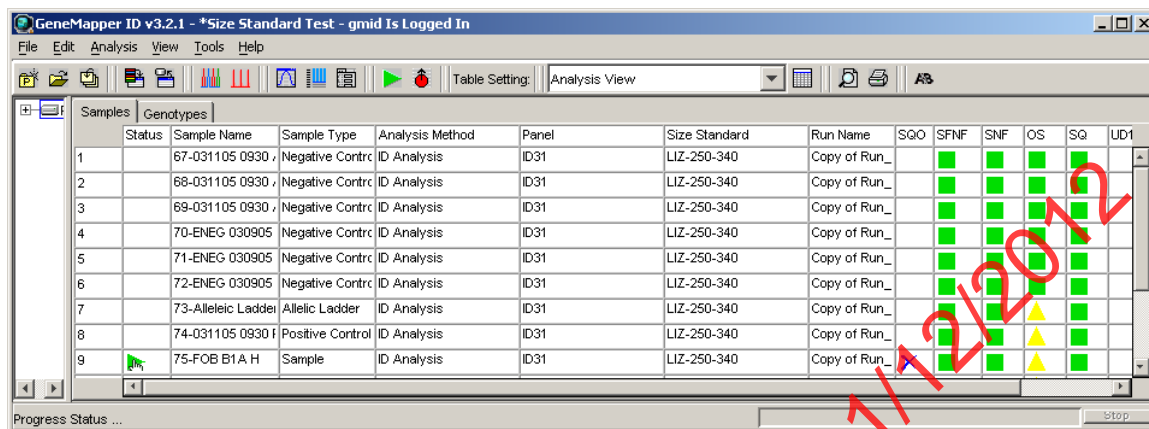 GeneMapper ID v3.2.1 - *Size Standard Test - gmid Is Logged In
File Edit Analysis View Tools Help
Table Setting: Analysis View
Samples Genotypes
Status Sample Name Sample Type Analysis Method Panel Size Standard Run Name SQO SFNF SNF OS SQ UD1
1 67-031105 0930 Negative Contrc ID Analysis ID31 LIZ-250-340 Copy of Run_
2 68-031105 0930 Negative Contrc ID Analysis ID31 LIZ-250-340 Copy of Run_
3 69-031105 0930 Negative Contrc ID Analysis ID31 LIZ-250-340 Copy of Run_
4 70-ENEG 030905 Negative Contrc ID Analysis ID31 LIZ-250-340 Copy of Run_
5 71-ENEG 030905 Negative Contrc ID Analysis ID31 LIZ-250-340 Copy of Run_
6 72-ENEG 030905 Negative Contrc ID Analysis ID31 LIZ-250-340 Copy of Run_
7 73-Alleleic Ladder Allelic Ladder ID Analysis ID31 LIZ-250-340 Copy of Run_
8 74-031105 0930 Positive Control ID Analysis ID31 LIZ-250-340 Copy of Run_
9 75-FOB B1 A H Sample ID Analysis ID31 LIZ-250-340 Copy of Run_
Progress Status ... Stop
1/12/2012